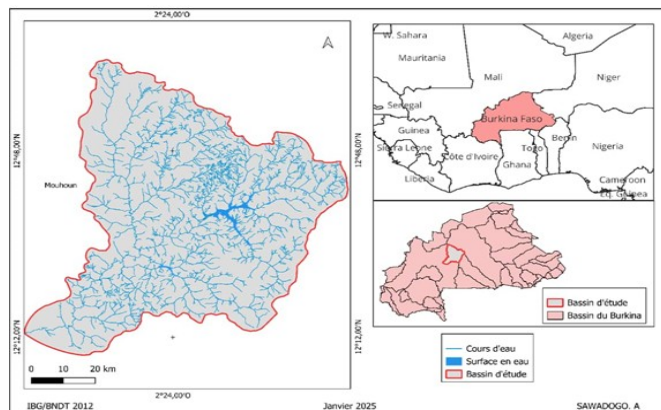 2°24,00'O
12°48,00'N
Mouhoun
12°12,00'N
0 10 20 km
2°24,00'O
IBG/BNDT 2012
Janvier 2025
SAWADOGO. A
W. Sahara
Algeria
Mauritania
Mali
Niger
Senegal
Burkina Faso
Guinea
Benin
Nigeria
Sierra Leone
Côte d'Ivoire
Togo
Ghana
Liberia
Cameroon
Eq. Guinea
12°48,00'N
Bassin d'étude
Bassin du Burkina
12°12,00'N
Cours d'eau
Surface en eau
Bassin d'étude